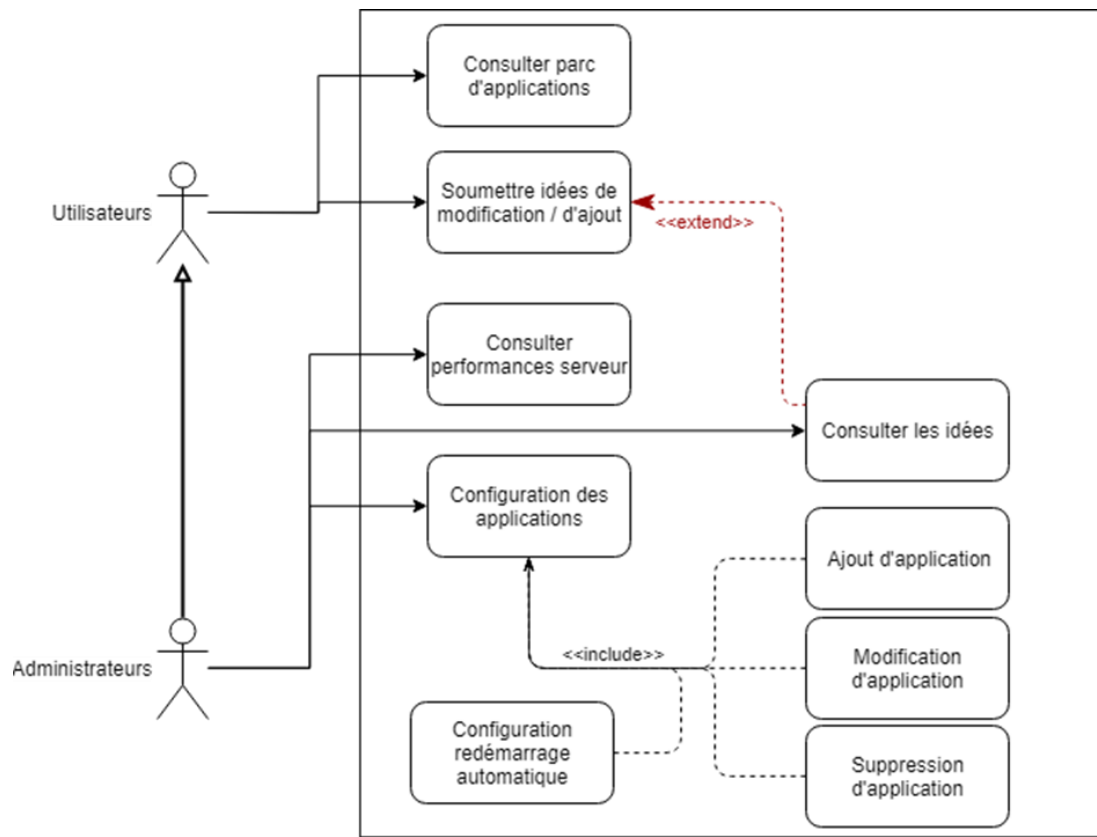 Consulter parc
d'applications
Soumettre idées de
modification / d'ajout
Utilisateurs
<<extend>>
Consulter
performances serveur
Consulter les idées
Configuration des
applications
Ajout d'application
<<include>>
Administrateurs
Modification
d'application
Configuration
redémarrage
automatique
Suppression
d'application